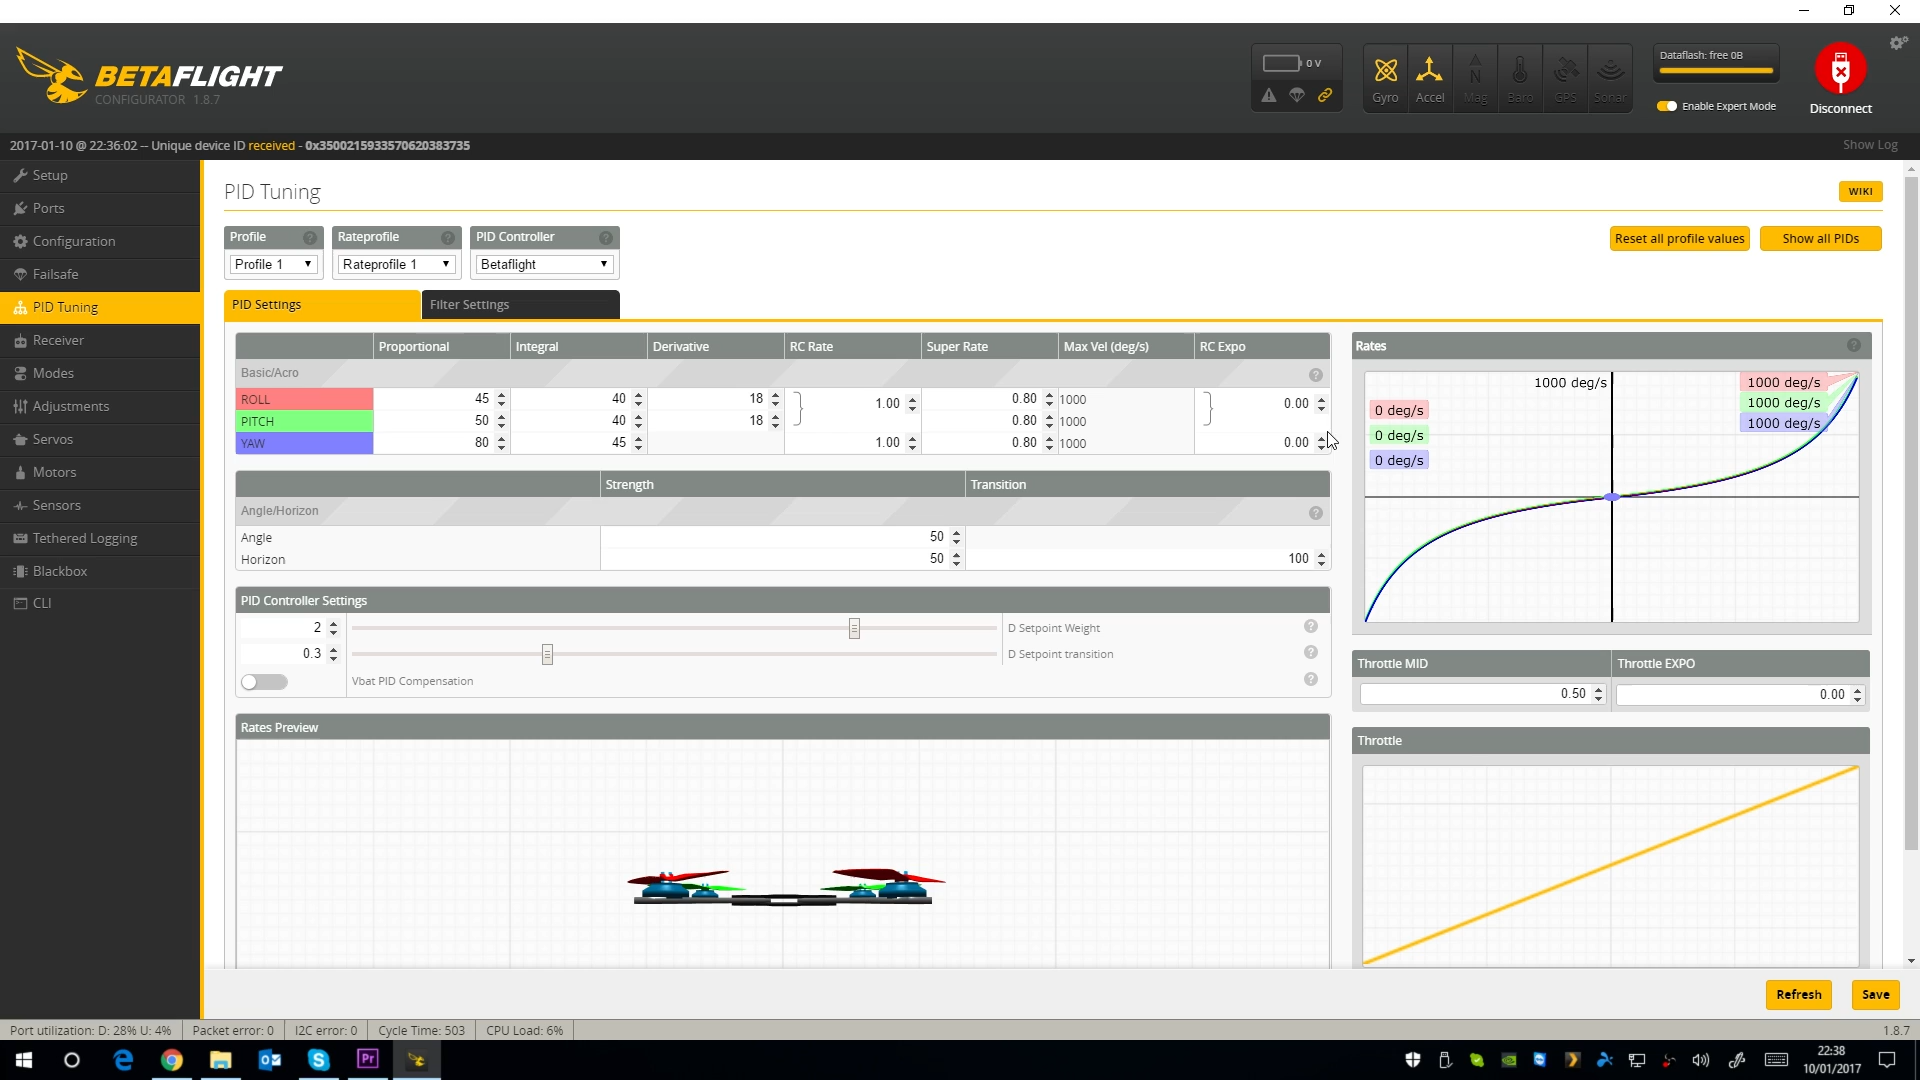 BETAFLIGHT
CONFIGURATOR 1.8.7
0 V
Gyro Accel Mag Baro GPS Sonar
Dataflash: free 0B
Enable Expert Mode
Disconnect
2017-01-10 @ 22:36:02 -- Unique device ID received - 0x3500215933570620383735
Show Log
Setup
Ports
Configuration
Failsafe
PID Tuning
Receiver
Modes
Adjustments
Servos
Motors
Sensors
Tethered Logging
Blackbox
CLI
PID Tuning
WIKI
Profile ? Rateprofile ? PID Controller ?
Profile 1 Rateprofile 1 Betaflight
Reset all profile values Show all PIDs
PID Settings Filter Settings
Proportional Integral Derivative RC Rate Super Rate Max Vel (deg/s) RC Expo
Basic/Acro ?
ROLL 45 40 18 1.00 0.80 1000 0.00
PITCH 50 40 18 0.80 1000
YAW 80 45 1.00 0.80 1000 0.00
Strength Transition
Angle/Horizon ?
Angle 50
Horizon 50 100
PID Controller Settings
2 D Setpoint Weight ?
0.3 D Setpoint transition ?
Vbat PID Compensation ?
Rates Preview
Rates ?
1000 deg/s 1000 deg/s
1000 deg/s
1000 deg/s
0 deg/s
0 deg/s
0 deg/s
Throttle MID Throttle EXPO
0.50 0.00
Throttle
Refresh Save
Port utilization: D: 28% U: 4% Packet error: 0 I2C error: 0 Cycle Time: 503 CPU Load: 6% 1.8.7
Pr
22:38
10/01/2017